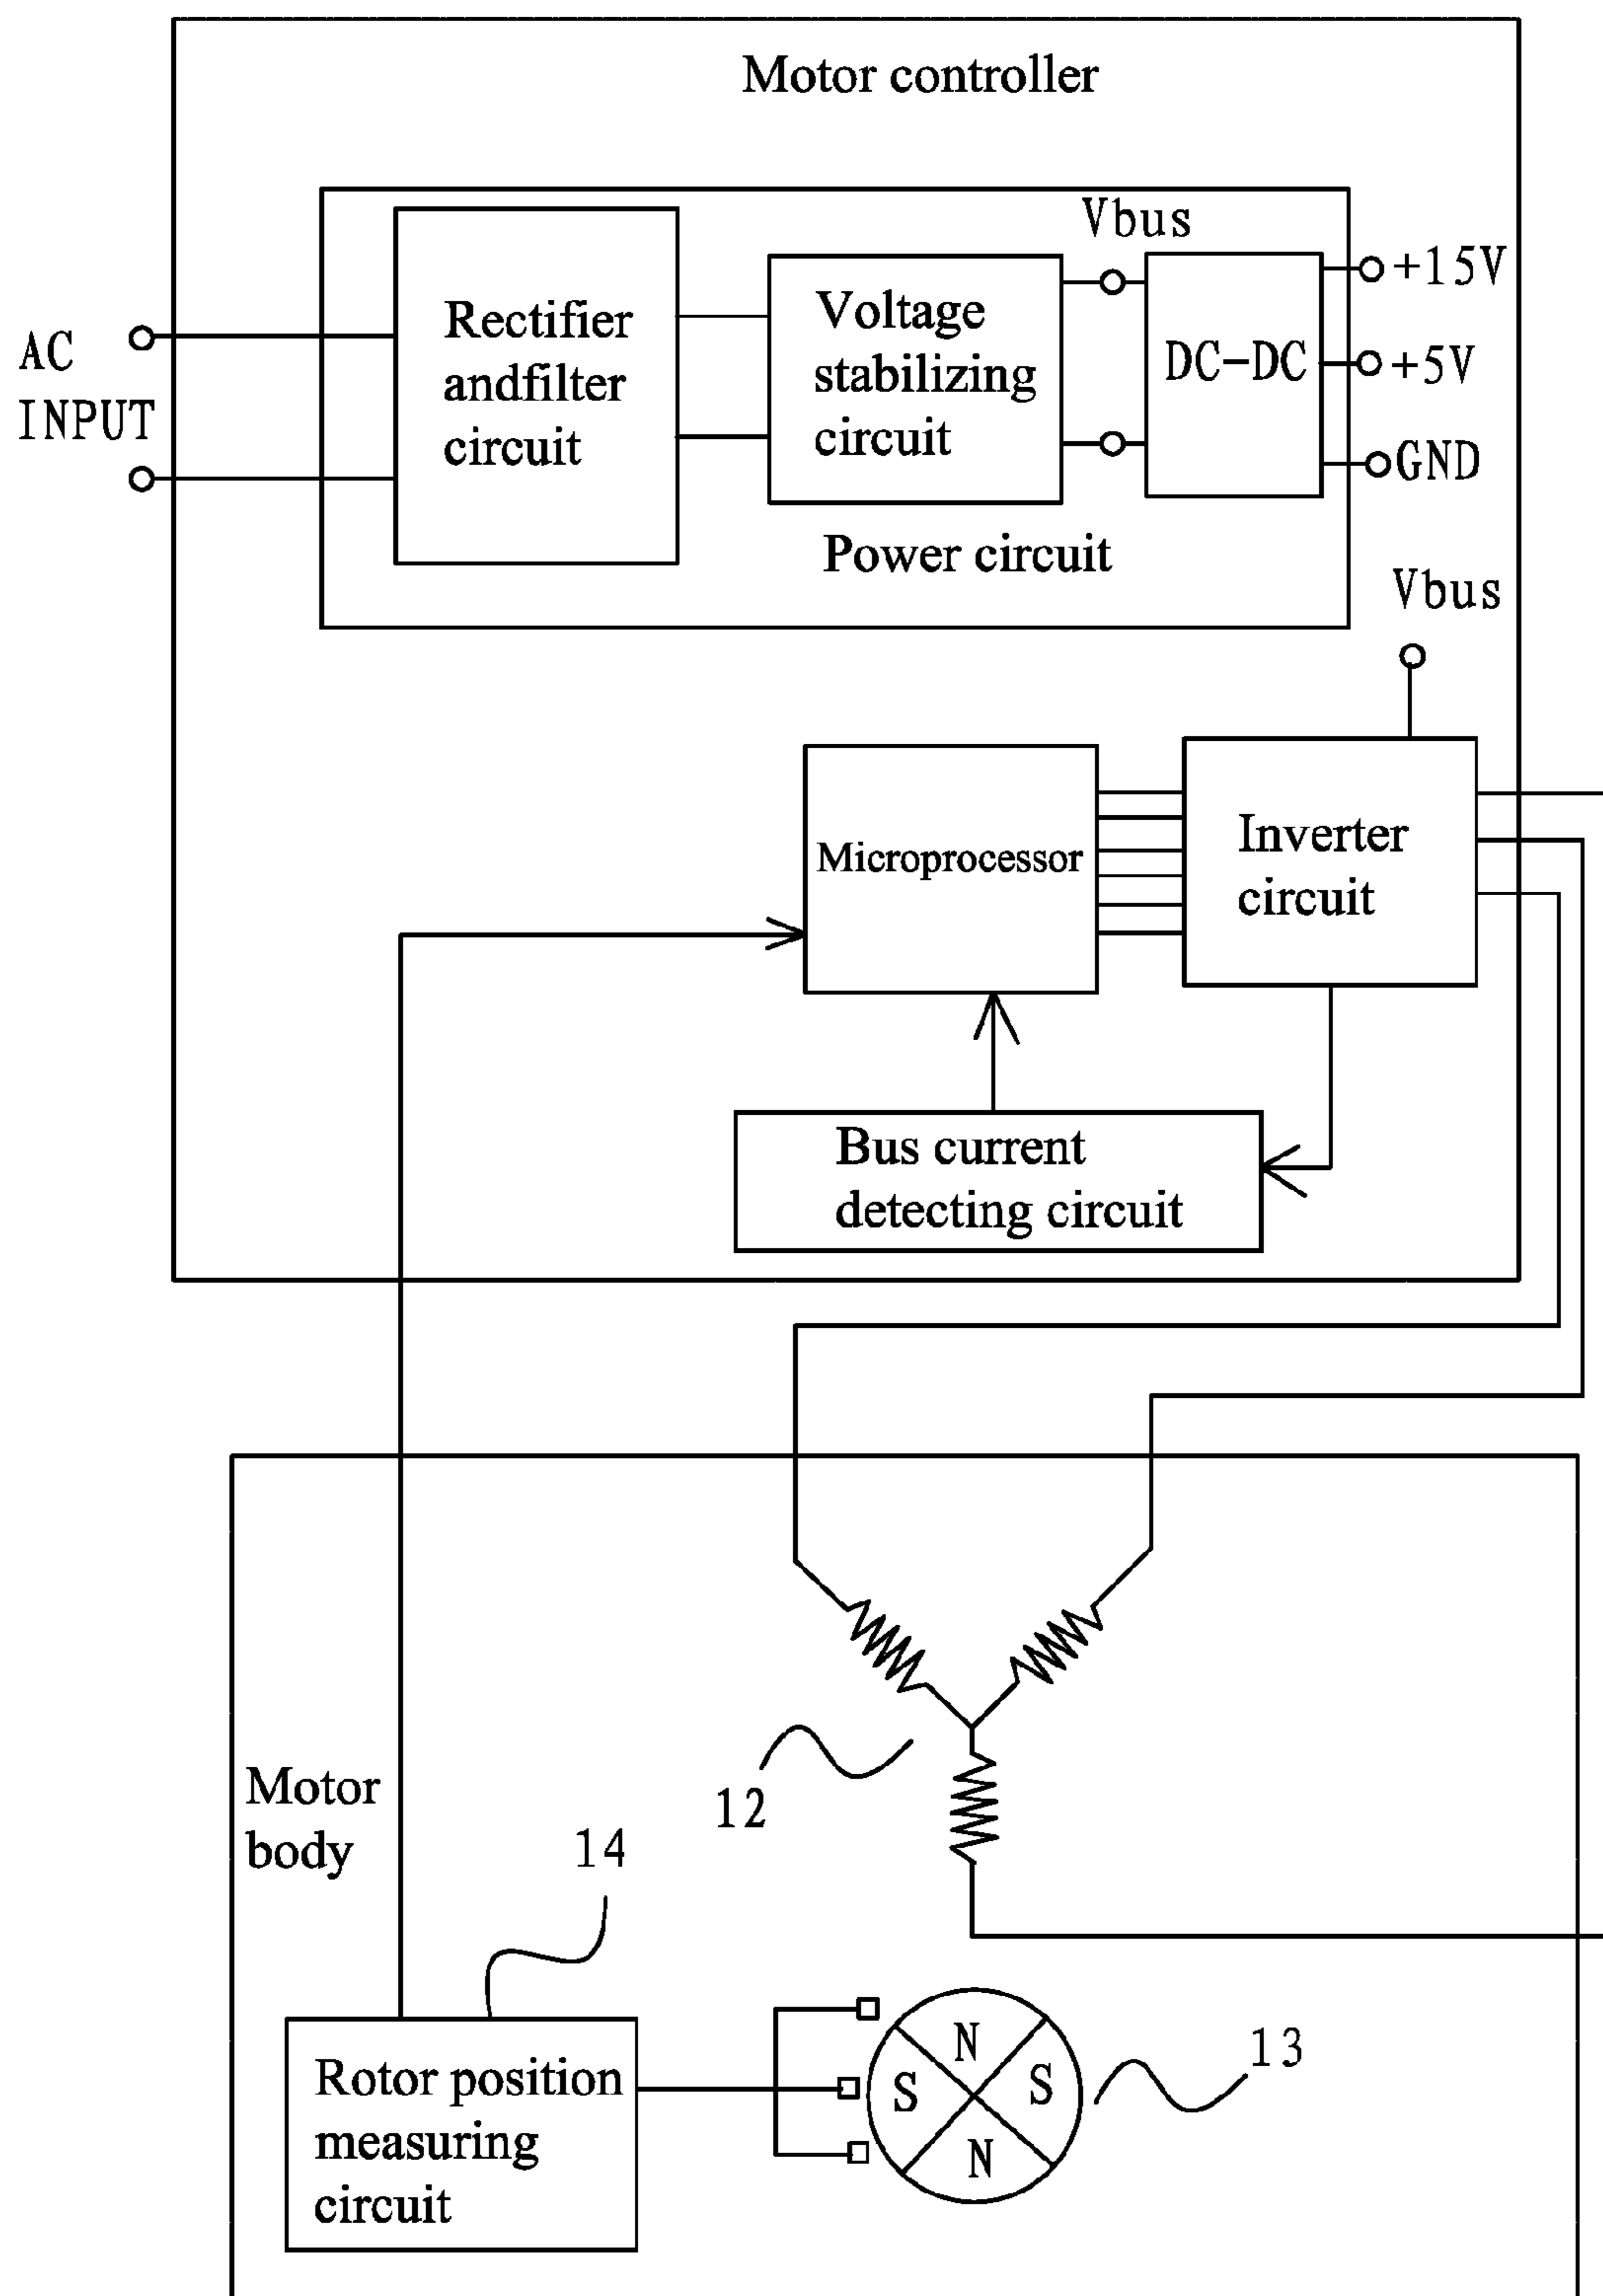 Motor controller
Vbus
+15V
Rectifier
andfilter
circuit
Voltage
stabilizing
circuit
DC-DC
AC
INPUT
+5V
GND
Power circuit
Vbus
Microprocessor
Inverter
circuit
Bus current
detecting circuit
Motor
body
12
14
13
Rotor position
measuring
circuit
N
S
S
N